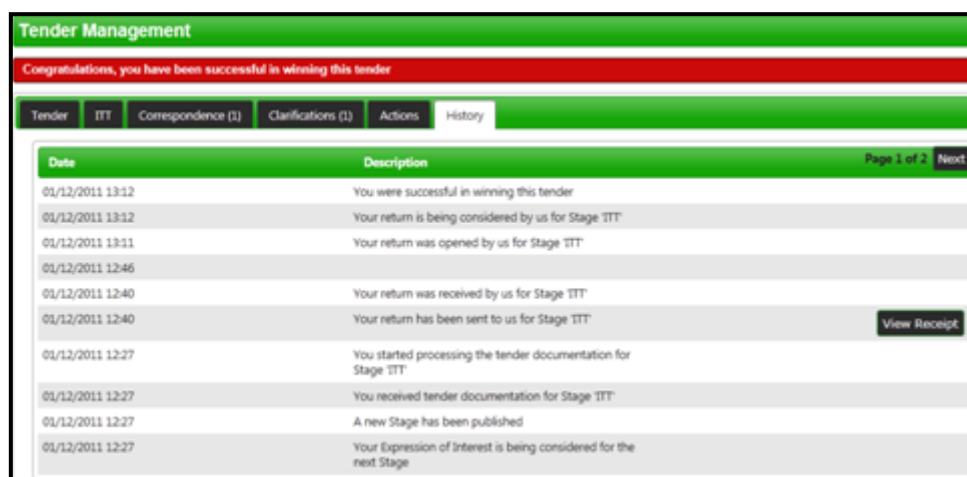 Tender Management
Congratulations, you have been successful in winning this tender
Tender ITT Correspondence (1) Clarifications (1) Actions History
Date Description Page 1 of 2 Next
01/12/2011 13:12 You were successful in winning this tender
01/12/2011 13:12 Your return is being considered by us for Stage 'ITT'
01/12/2011 13:11 Your return was opened by us for Stage 'ITT'
01/12/2011 12:46
01/12/2011 12:40 Your return was received by us for Stage 'ITT'
01/12/2011 12:40 Your return has been sent to us for Stage 'ITT' View Receipt
01/12/2011 12:27 You started processing the tender documentation for
Stage 'ITT'
01/12/2011 12:27 You received tender documentation for Stage 'ITT'
01/12/2011 12:27 A new Stage has been published
01/12/2011 12:27 Your Expression of Interest is being considered for the
next Stage